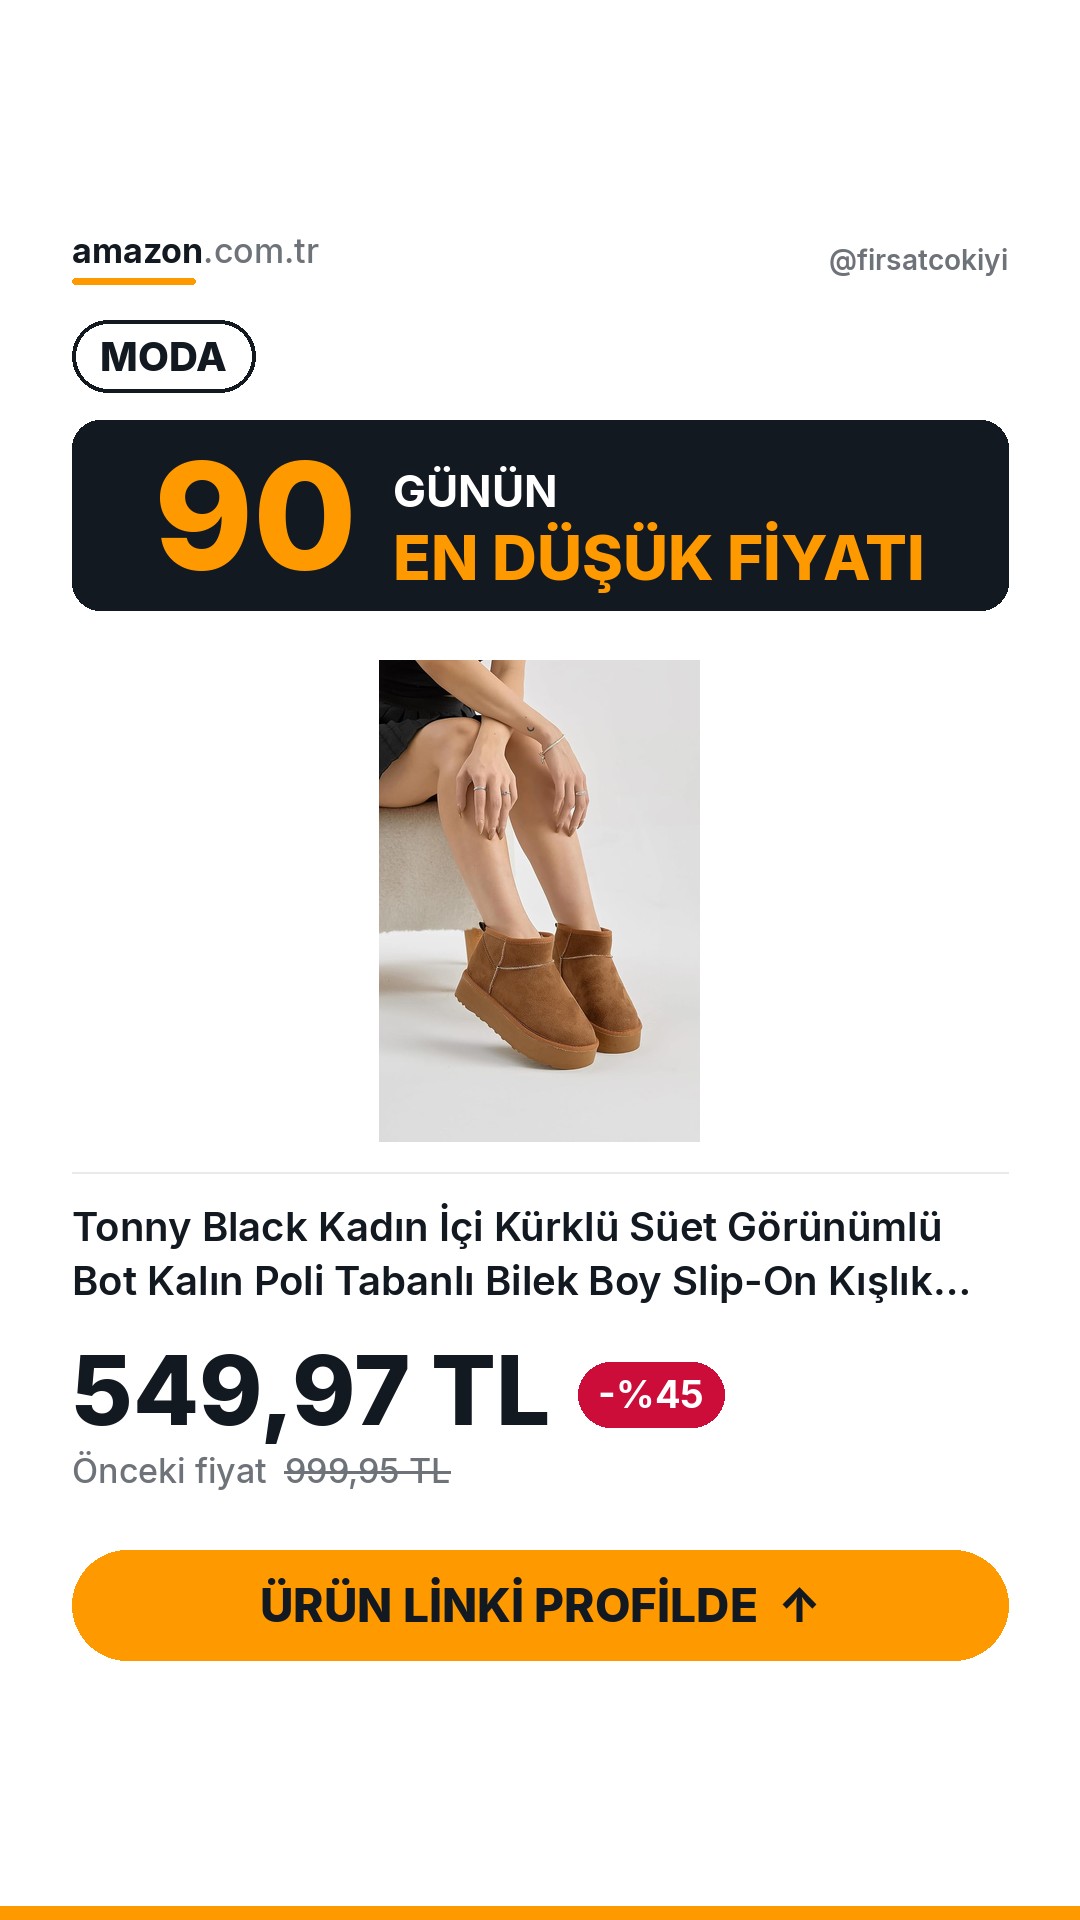 amazon.com.tr
@firsatcokiyi
MODA
90
GÜNÜN
EN DÜŞÜK FİYATI
Tonny Black Kadın İçi Kürklü Süet Görünümlü
Bot Kalın Poli Tabanlı Bilek Boy Slip-On Kışlık...
549,97 TL
-%45
Önceki fiyat 999,95 TL
ÜRÜN LİNKİ PROFİLDE ↑